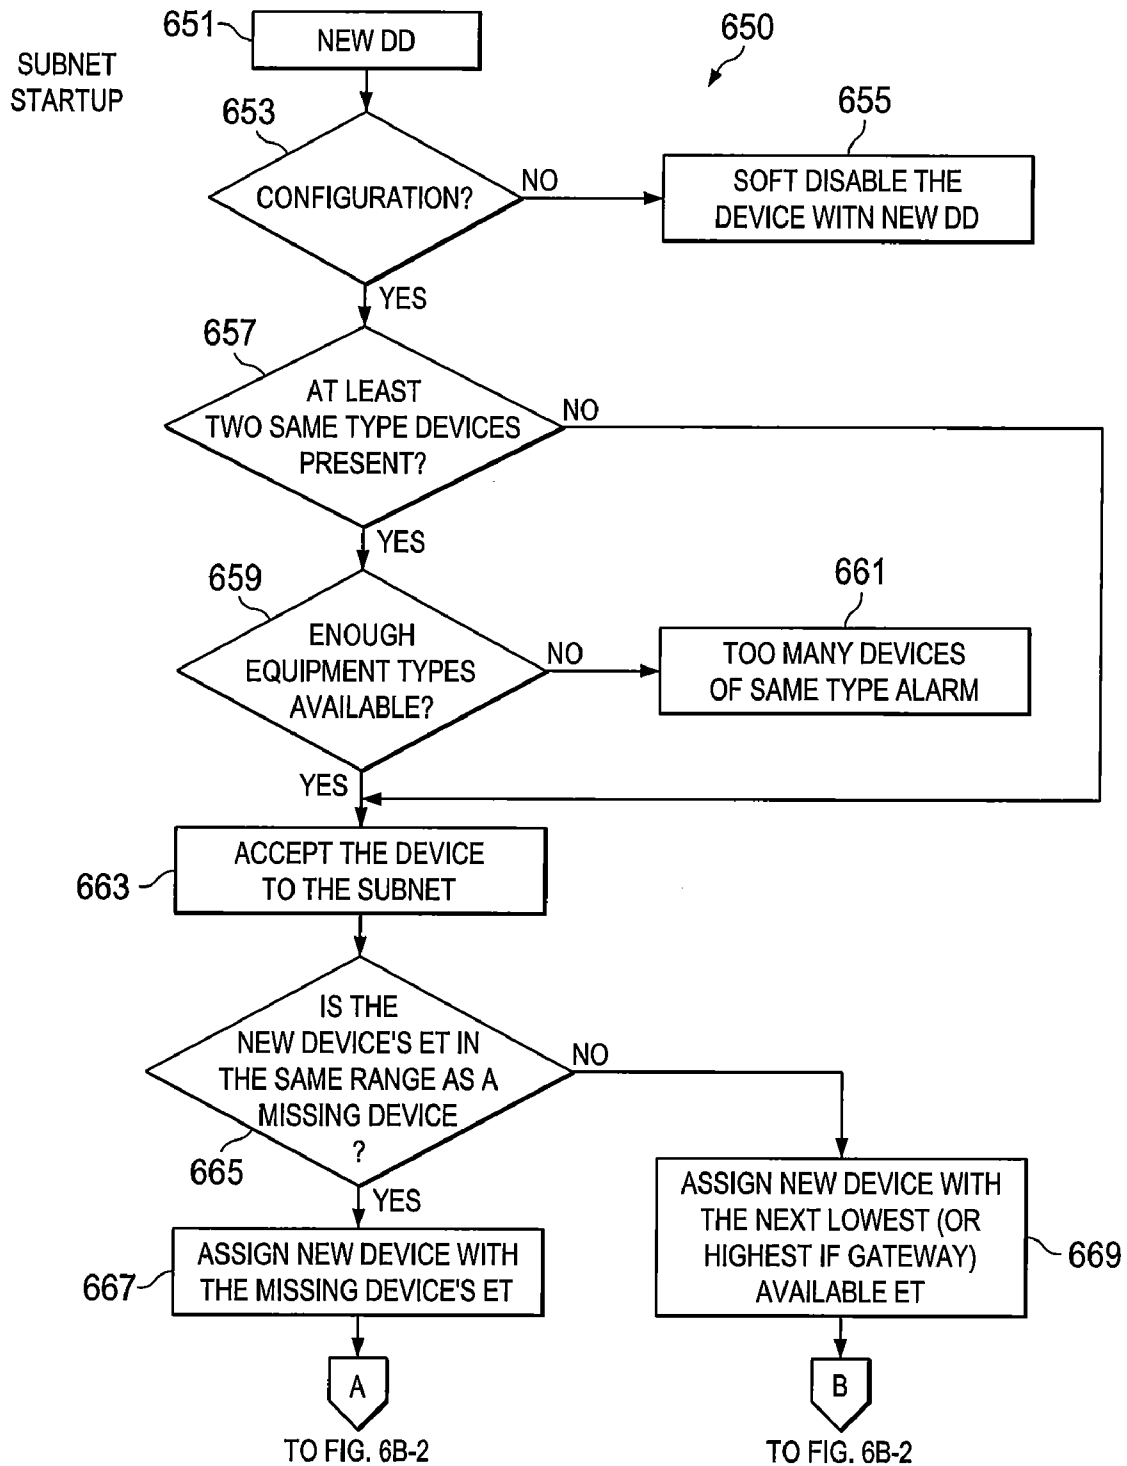 651
NEW DD
650
SUBNET
STARTUP
653
CONFIGURATION?
NO
655
SOFT DISABLE THE
DEVICE WITN NEW DD
YES
657
AT LEAST
TWO SAME TYPE DEVICES
PRESENT?
NO
YES
659
ENOUGH
EQUIPMENT TYPES
AVAILABLE?
NO
661
TOO MANY DEVICES
OF SAME TYPE ALARM
YES
663
ACCEPT THE DEVICE
TO THE SUBNET
IS THE
NEW DEVICE'S ET IN
THE SAME RANGE AS A
MISSING DEVICE
?
665
NO
YES
667
ASSIGN NEW DEVICE WITH
THE MISSING DEVICE'S ET
ASSIGN NEW DEVICE WITH
THE NEXT LOWEST (OR
HIGHEST IF GATEWAY)
AVAILABLE ET
669
A
TO FIG. 6B-2
B
TO FIG. 6B-2